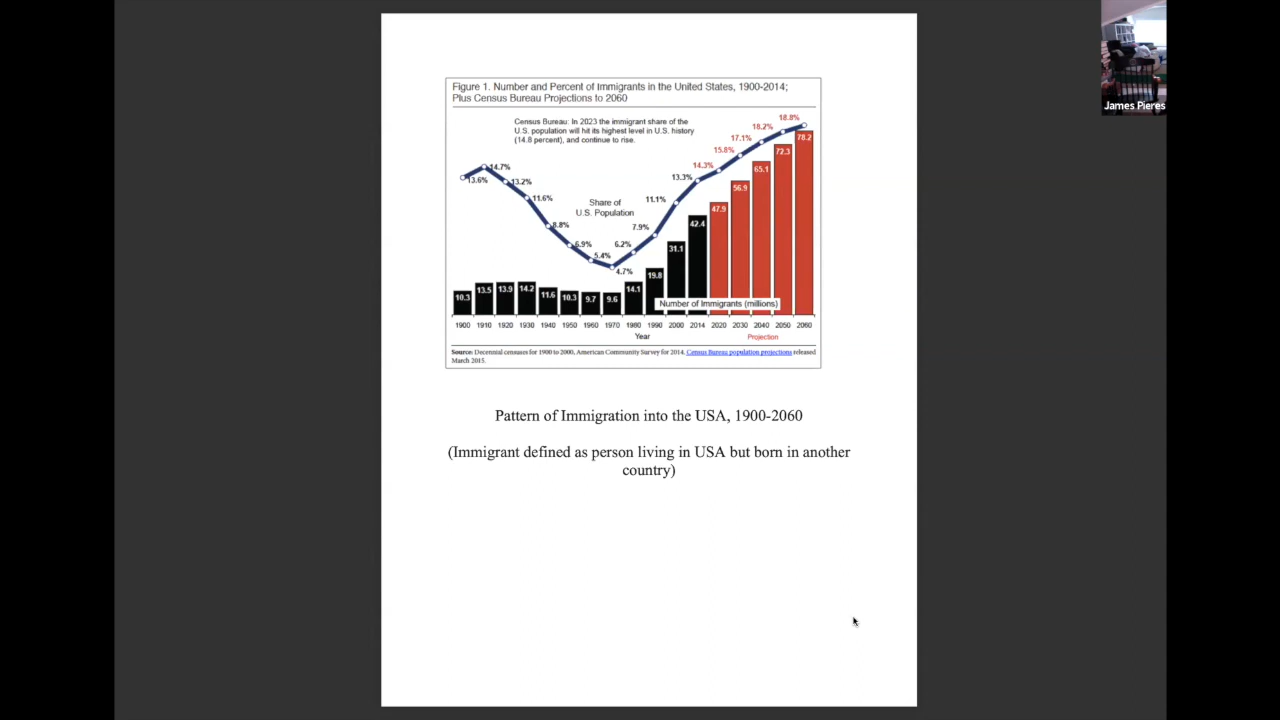 Figure 1. Number and Percent of Immigrants in the United States, 1900-2014;
Plus Census Bureau Projections to 2060
Census Bureau: In 2023 the immigrant share of the
U.S. population will hit its highest level in U.S. history
(14.8 percent), and continue to rise.
13.6% 14.7% 13.2% 11.6% 8.8% 6.9% 5.4% 4.7% 6.2% 7.9% 11.1% 13.3% 14.3% 15.8% 17.1% 18.2% 18.8%
Share of
U.S. Population
10.3 13.5 13.9 14.2 11.6 10.3 9.7 9.6 14.1 19.8 31.1 42.4 47.9 56.9 65.1 72.3 78.2
Number of Immigrants (millions)
1900 1910 1920 1930 1940 1950 1960 1970 1980 1990 2000 2014 2020 2030 2040 2050 2060
Year Projection
Source: Decennial censuses for 1900 to 2000, American Community Survey for 2014, Census Bureau population projections released
March 2015.
Pattern of Immigration into the USA, 1900-2060
(Immigrant defined as person living in USA but born in another
country)
James Pieres